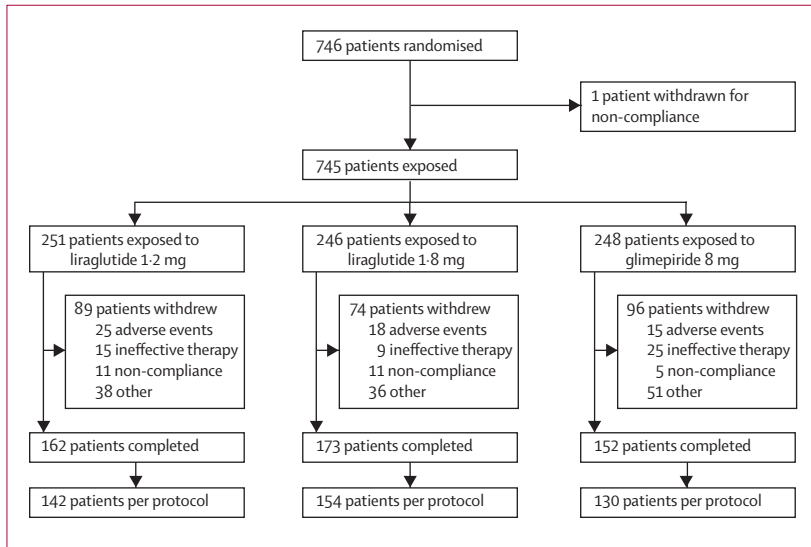 746 patients randomised
1 patient withdrawn for
non-compliance
745 patients exposed
251 patients exposed to
liraglutide 1·2 mg
89 patients withdrew
25 adverse events
15 ineffective therapy
11 non-compliance
38 other
162 patients completed
142 patients per protocol
246 patients exposed to
liraglutide 1·8 mg
74 patients withdrew
18 adverse events
9 ineffective therapy
11 non-compliance
36 other
173 patients completed
154 patients per protocol
248 patients exposed to
glimepiride 8 mg
96 patients withdrew
15 adverse events
25 ineffective therapy
5 non-compliance
51 other
152 patients completed
130 patients per protocol